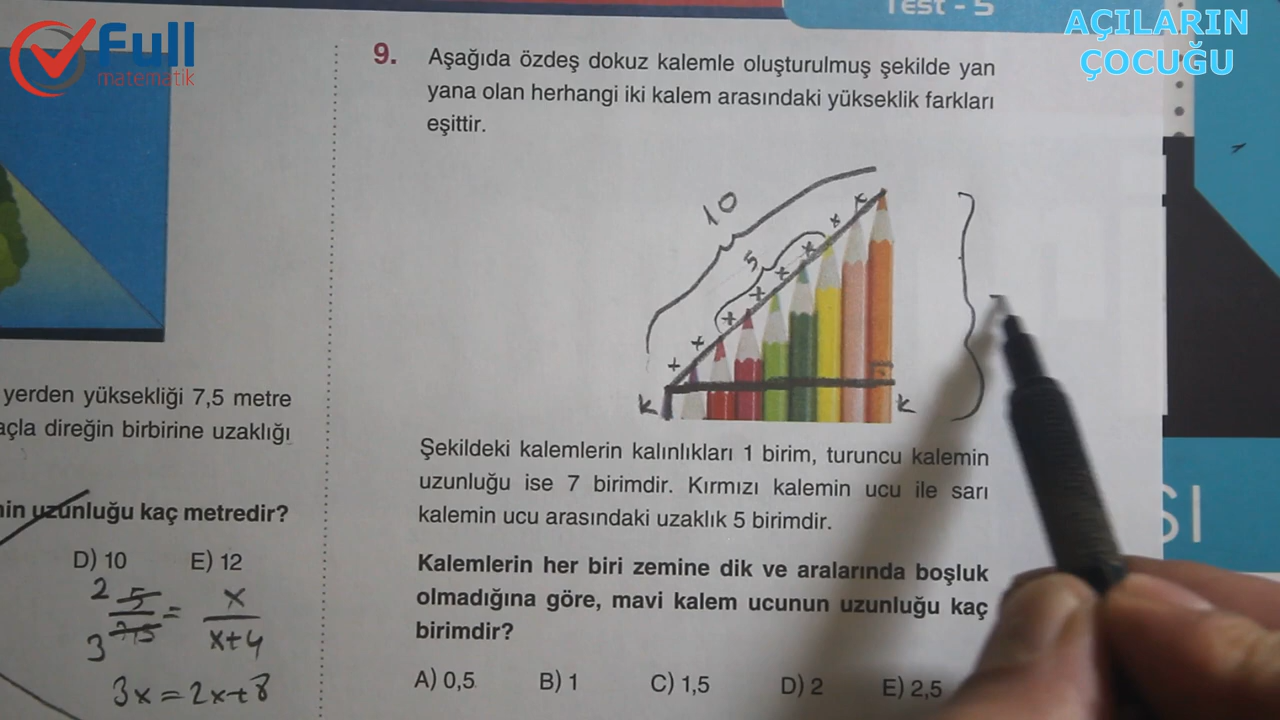 Test - 5
AÇILARIN
ÇOCUĞU
Full
matematik
9. Aşağıda özdeş dokuz kalemle oluşturulmuş şekilde yan
yana olan herhangi iki kalem arasındaki yükseklik farkları
eşittir.
10
5
x x x x x x x x
K
K
Şekildeki kalemlerin kalınlıkları 1 birim, turuncu kalemin
uzunluğu ise 7 birimdir. Kırmızı kalemin ucu ile sarı
kalemin ucu arasındaki uzaklık 5 birimdir.
Kalemlerin her biri zemine dik ve aralarında boşluk
olmadığına göre, mavi kalem ucunun uzunluğu kaç
birimdir?
A) 0,5 B) 1 C) 1,5 D) 2 E) 2,5
yerden yüksekliği 7,5 metre
direğin birbirine uzaklığı
uzunluğu kaç metredir?
D) 10 E) 12
2 5 = x
3 7,5 x+4
3x = 2x+8
SI